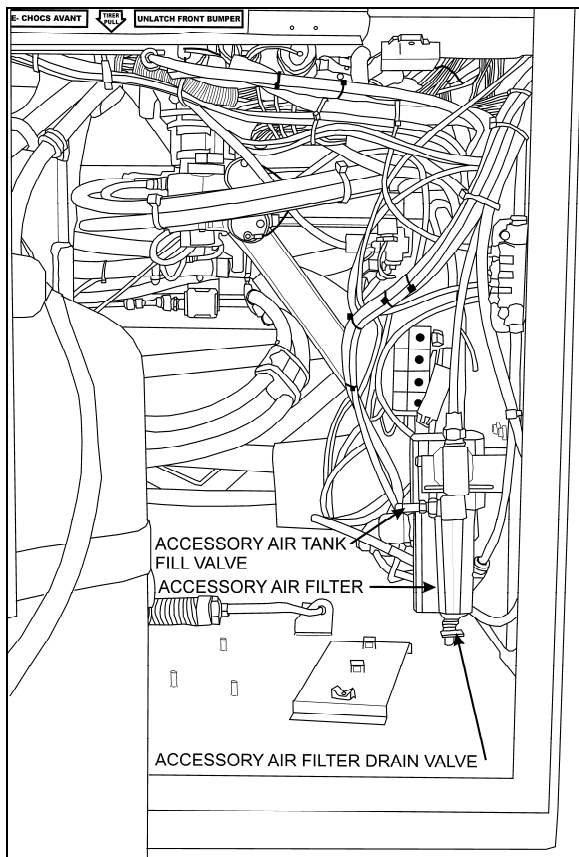 E- CHOCS AVANT
TIRER
PULL
UNLATCH FRONT BUMPER
ACCESSORY AIR TANK
FILL VALVE
ACCESSORY AIR FILTER
ACCESSORY AIR FILTER DRAIN VALVE